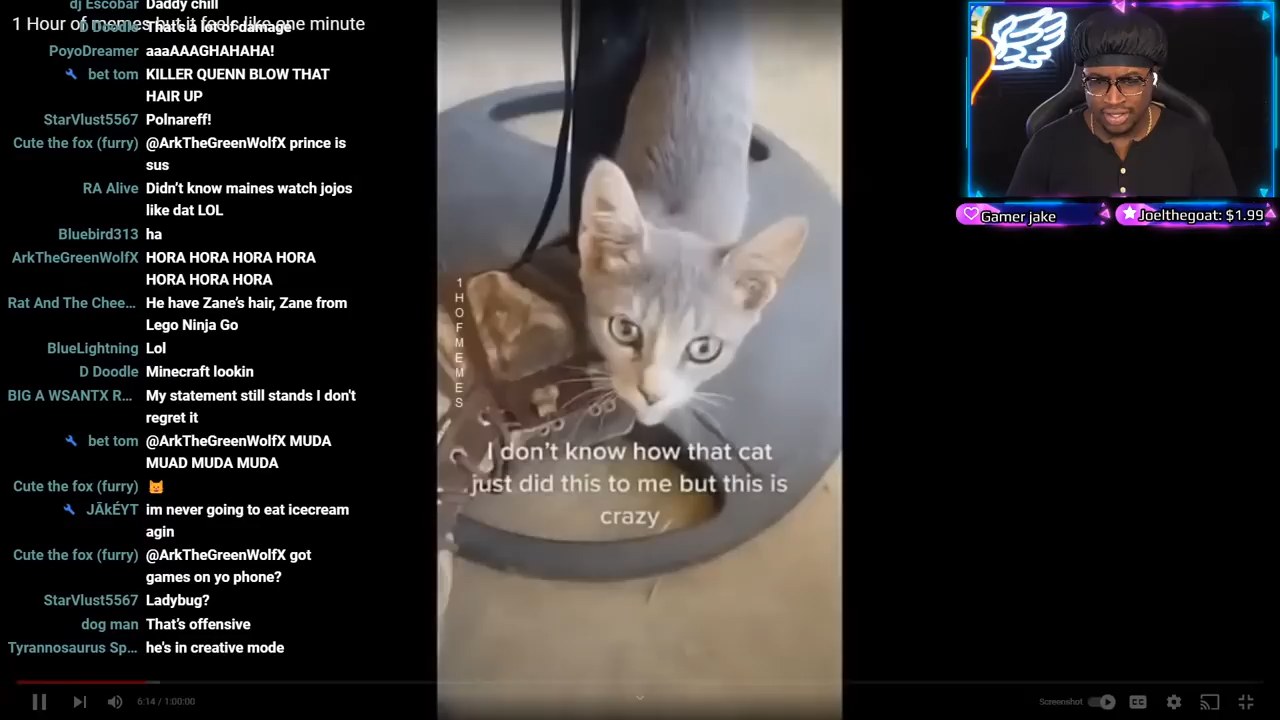 dj Escobar Daddy chill
1 Hour of memes but it feels like one minute
D Doodle That's a lot of damage
PoyoDreamer aaaAAAGHAHAHA!
bet tom KILLER QUENN BLOW THAT
HAIR UP
StarVlust5567 Polnareff!
Cute the fox (furry) @ArkTheGreenWolfX prince is
sus
RA Alive Didn't know maines watch jojos
like dat LOL
Bluebird313 ha
ArkTheGreenWolfX HORA HORA HORA HORA
HORA HORA HORA
Rat And The Chee... He have Zane's hair, Zane from
Lego Ninja Go
BlueLightning Lol
D Doodle Minecraft lookin
BIG A WSANTX R... My statement still stands I don't
regret it
bet tom @ArkTheGreenWolfX MUDA
MUAD MUDA MUDA
Cute the fox (furry) 😼
JĀkÉYT im never going to eat icecream
agin
Cute the fox (furry) @ArkTheGreenWolfX got
games on yo phone?
StarVlust5567 Ladybug?
dog man That's offensive
Tyrannosaurus Sp... he's in creative mode
1HOFMEMES
I don't know how that cat
just did this to me but this is
crazy
Gamer jake
Joelthegoat: $1.99
6:14 / 1:00:00
Screenshot
CC